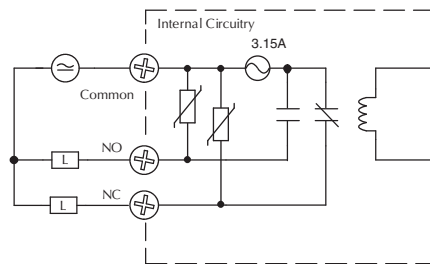 Internal Circuitry
3.15A
Common
NO
L
NC
L